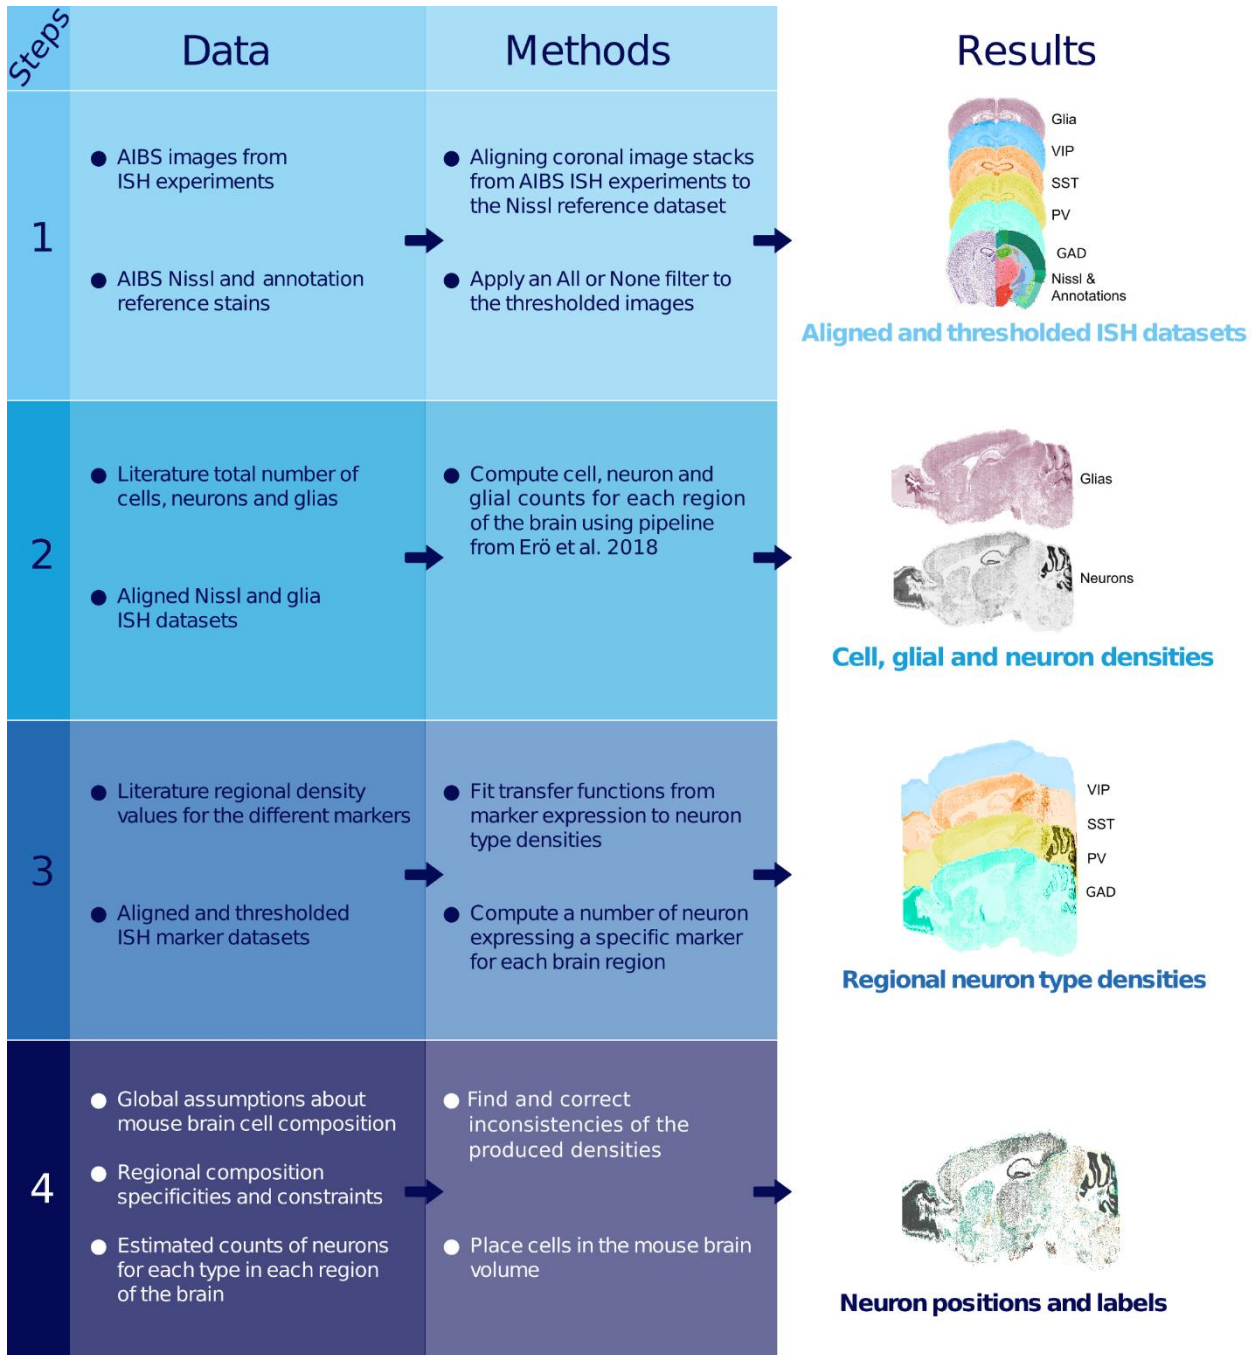 Steps
Data
Methods
Results
1
AIBS images from
ISH experiments
AIBS Nissl and annotation
reference stains
Aligning coronal image stacks
from AIBS ISH experiments to
the Nissl reference dataset
Apply an All or None filter to
the thresholded images
Glia
VIP
SST
PV
GAD
Nissl &
Annotations
Aligned and thresholded ISH datasets
2
Literature total number of
cells, neurons and glias
Aligned Nissl and glia
ISH datasets
Compute cell, neuron and
glial counts for each region
of the brain using pipeline
from Erö et al. 2018
Glias
Neurons
Cell, glial and neuron densities
3
Literature regional density
values for the different markers
Aligned and thresholded
ISH marker datasets
Fit transfer functions from
marker expression to neuron
type densities
Compute a number of neuron
expressing a specific marker
for each brain region
VIP
SST
PV
GAD
Regional neuron type densities
4
Global assumptions about
mouse brain cell composition
Regional composition
specificities and constraints
Estimated counts of neurons
for each type in each region
of the brain
Find and correct
inconsistencies of the
produced densities
Place cells in the mouse brain
volume
Neuron positions and labels